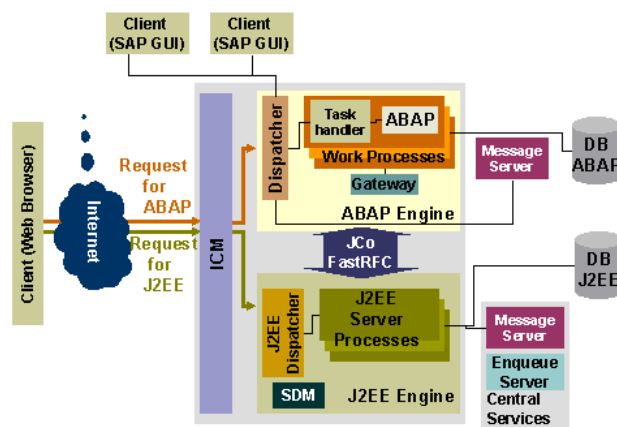 Client
(SAP GUI)
Client
(SAP GUI)
Client (Web Browser)
Internet
Request
for
ABAP
Request
for
J2EE
ICM
Dispatcher
Task
handler
ABAP
Work Processes
Gateway
ABAP Engine
Message
Server
DB
ABAP
JCo
FastRFC
J2EE
Dispatcher
J2EE
Server
Processes
SDM
J2EE Engine
DB
J2EE
Message
Server
Enqueue
Server
Central
Services